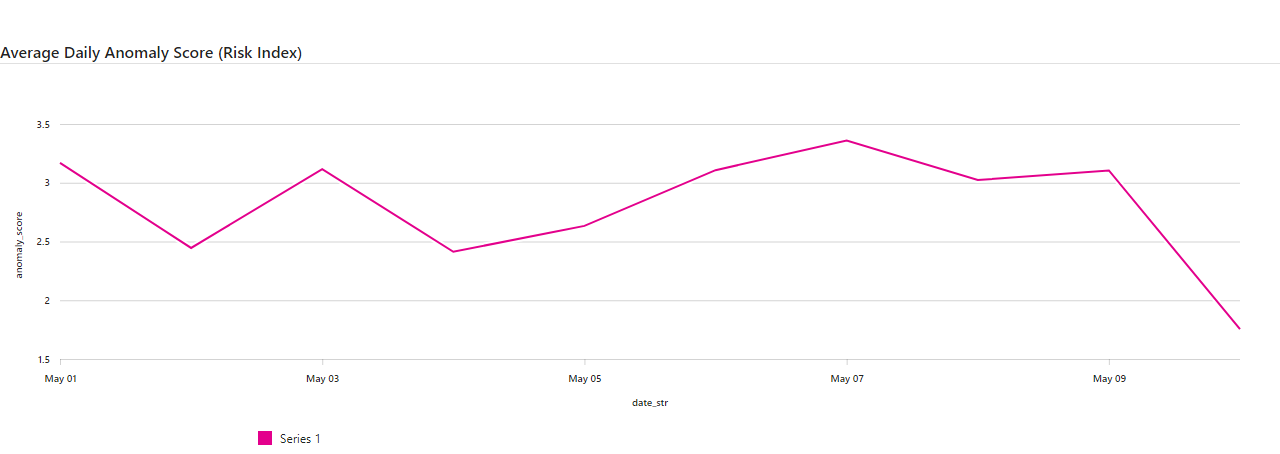 Average Daily Anomaly Score (Risk Index)
3.5
3
2.5
2
1.5
anomaly_score
May 01 May 03 May 05 May 07 May 09
date_str
Series 1